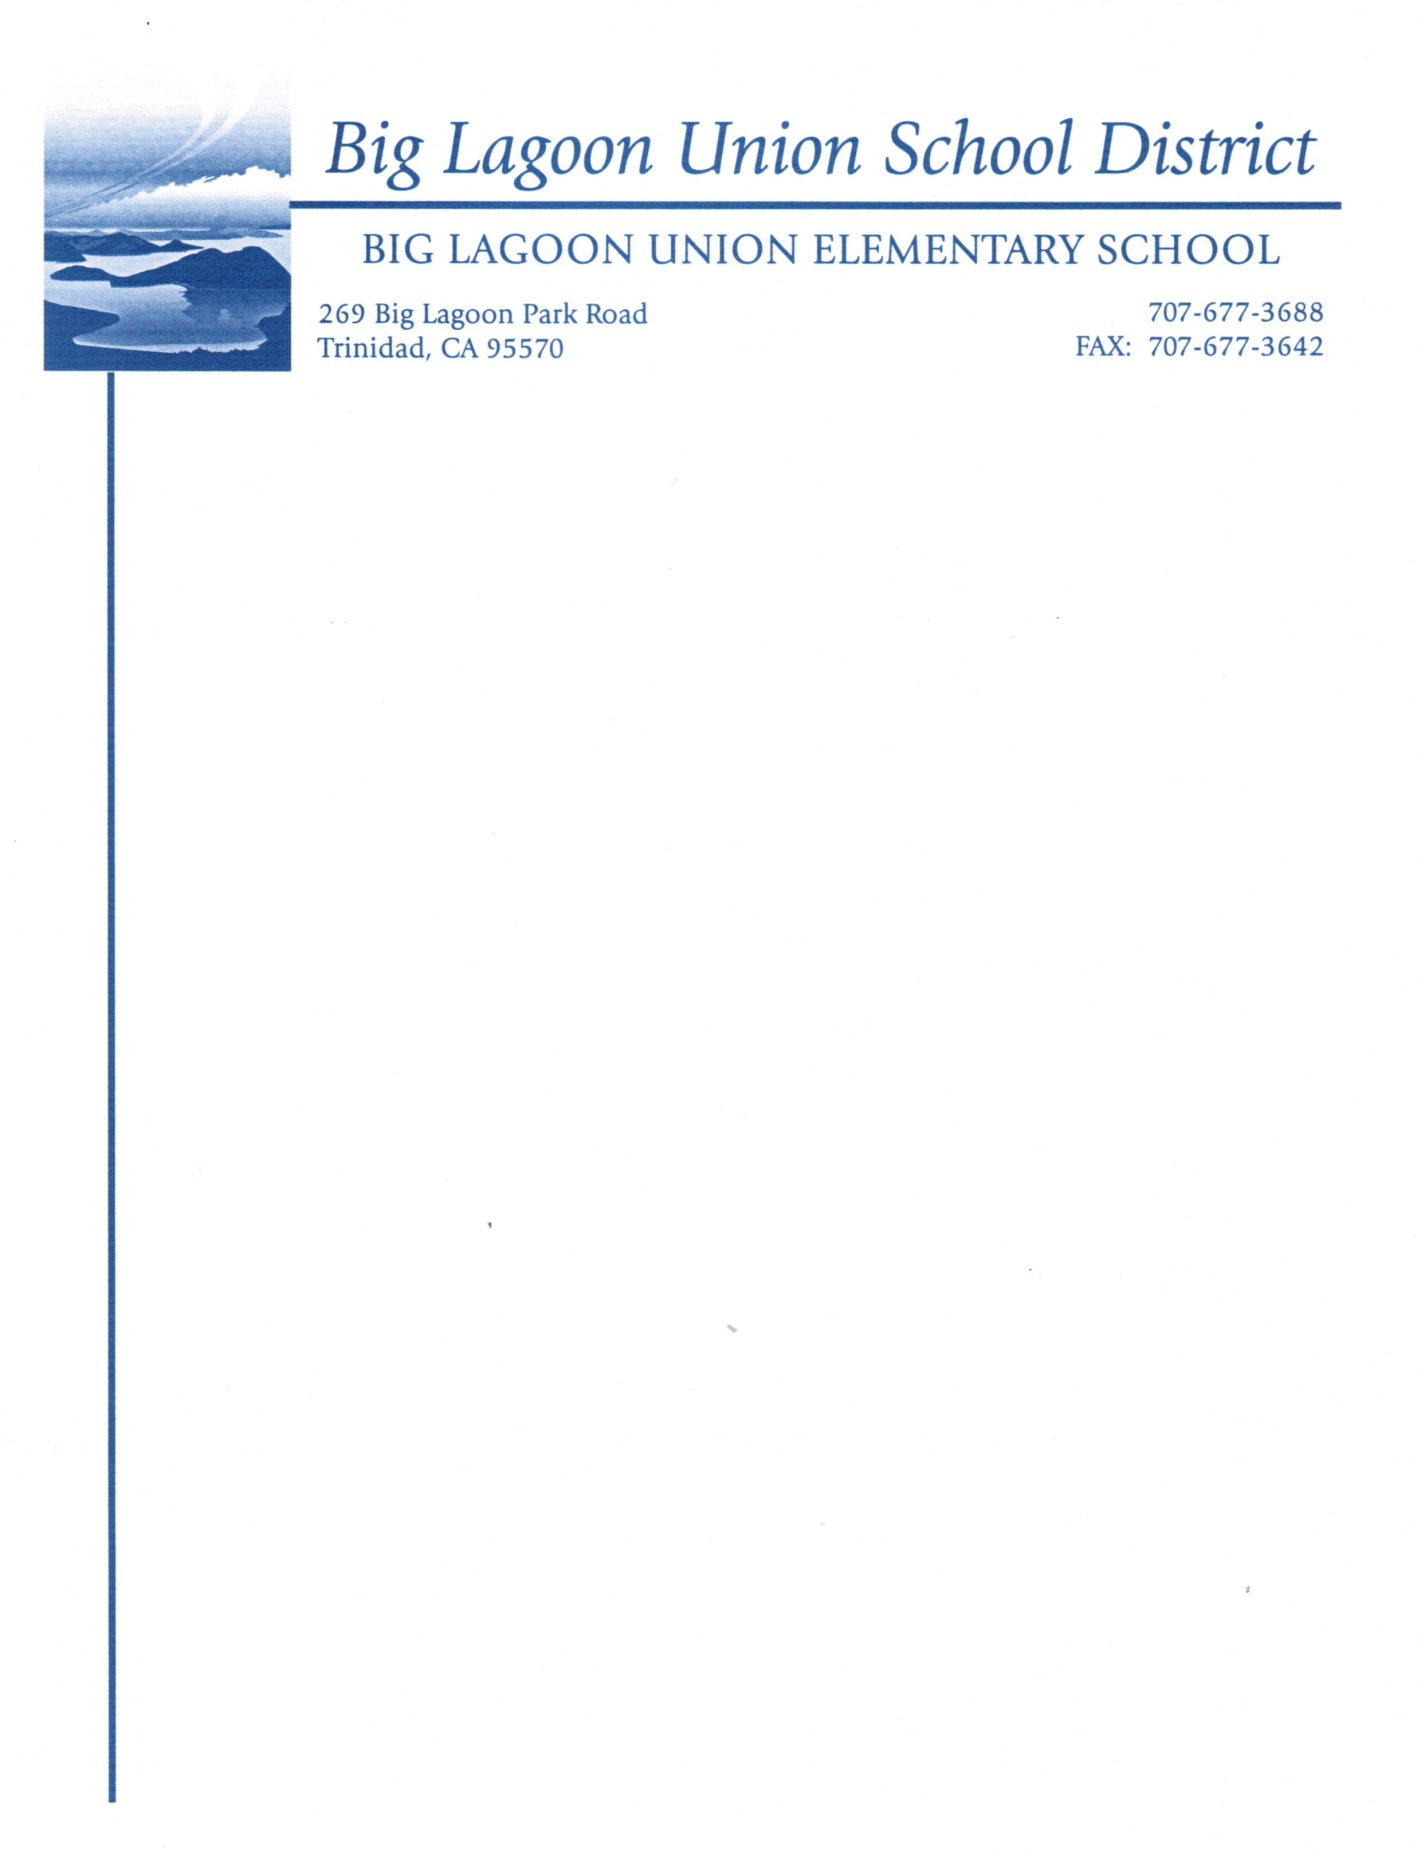 Big Lagoon Union School District
BIG LAGOON UNION ELEMENTARY SCHOOL
269 Big Lagoon Park Road
Trinidad, CA 95570
707-677-3688
FAX: 707-677-3642